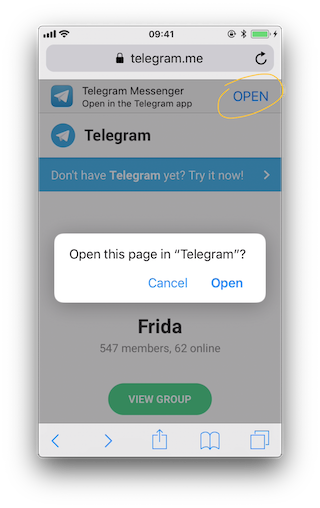 09:41
telegram.me
Telegram Messenger
Open in the Telegram app
OPEN
Telegram
Don't have Telegram yet? Try it now!
Open this page in “Telegram”?
Cancel Open
Frida
547 members, 62 online
VIEW GROUP